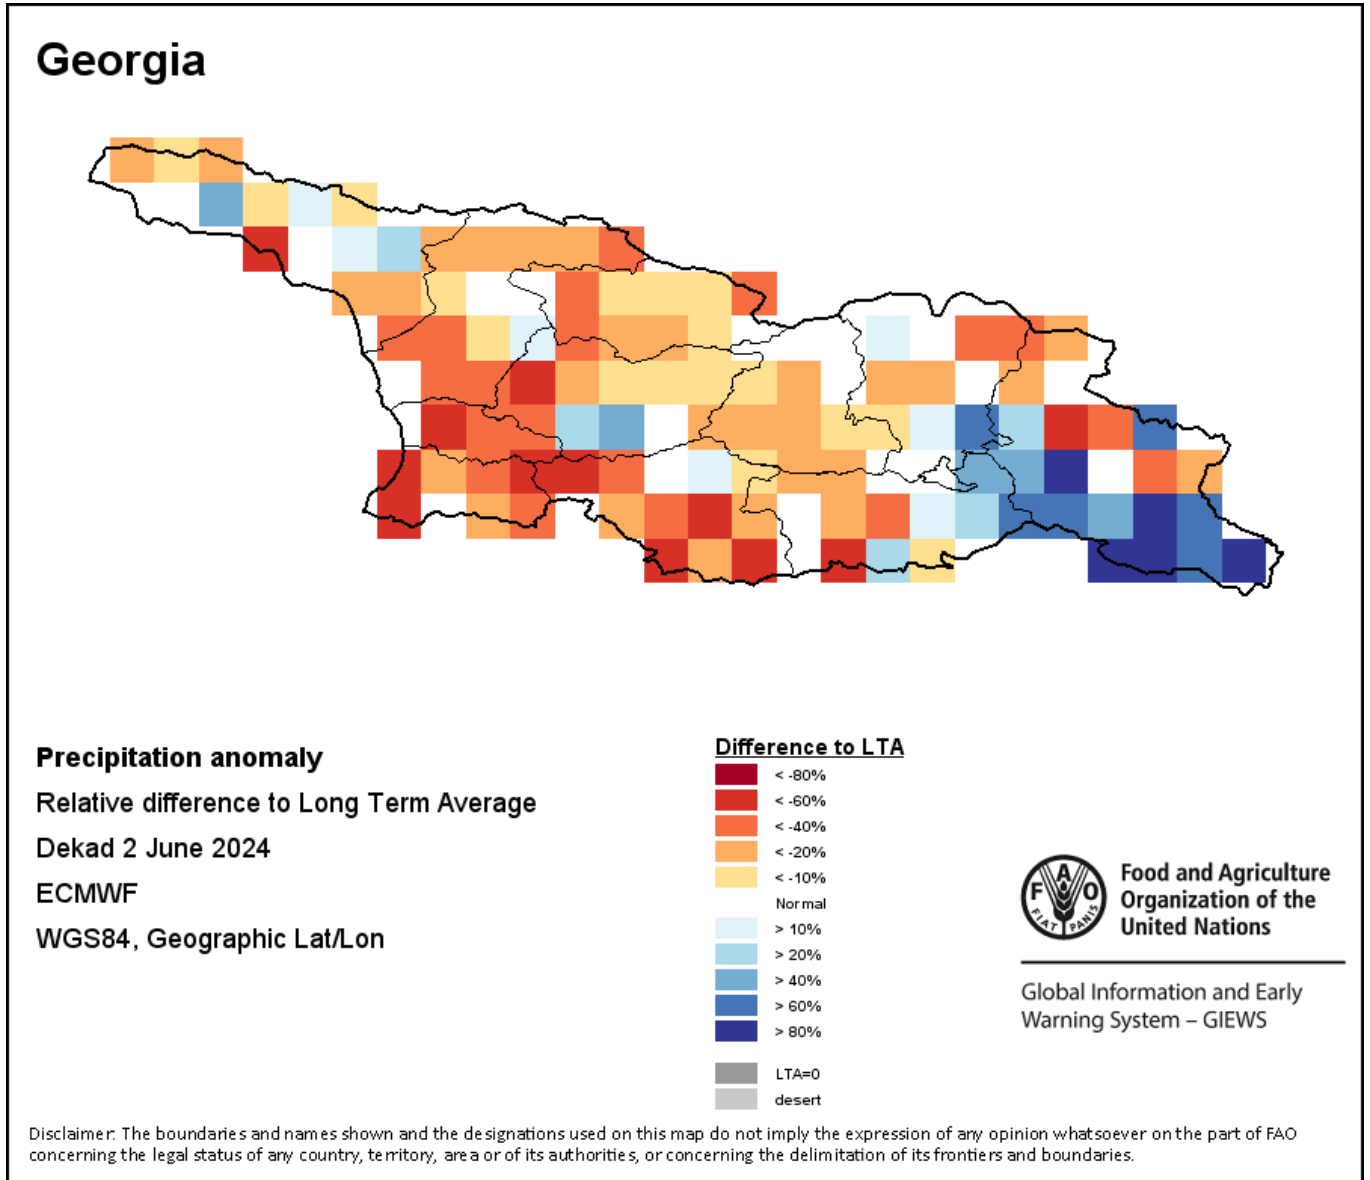 Georgia
Precipitation anomaly
Relative difference to Long Term Average
Dekad 2 June 2024
ECMWF
WGS84, Geographic Lat/Lon
Difference to LTA
< -80%
< -60%
< -40%
< -20%
< -10%
Normal
> 10%
> 20%
> 40%
> 60%
> 80%
LTA=0
desert
F A O
FIAT PANIS
Food and Agriculture
Organization of the
United Nations
Global Information and Early
Warning System – GIEWS
Disclaimer: The boundaries and names shown and the designations used on this map do not imply the expression of any opinion whatsoever on the part of FAO
concerning the legal status of any country, territory, area or of its authorities, or concerning the delimitation of its frontiers and boundaries.